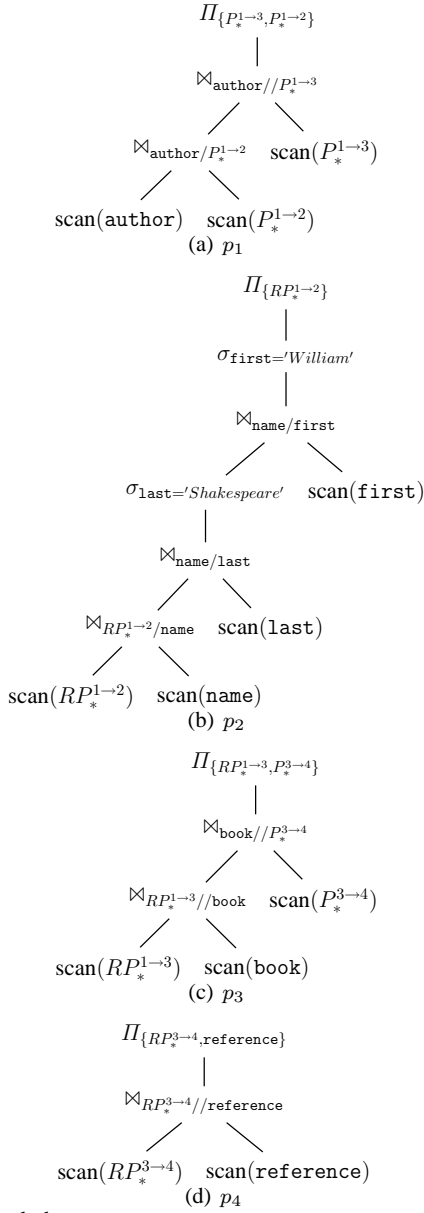 Π{P*^{1→3},P*^{1→2}}
⋈author//P*^{1→3}
⋈author/P*^{1→2} scan(P*^{1→3})
scan(author) scan(P*^{1→2})
(a) p₁
Π{RP*^{1→2}}
σfirst='William'
⋈name/first
σlast='Shakespeare' scan(first)
⋈name/last
⋈RP*^{1→2}/name scan(last)
scan(RP*^{1→2}) scan(name)
(b) p₂
Π{RP*^{1→3},P*^{3→4}}
⋈book//P*^{3→4}
⋈RP*^{1→3}//book scan(P*^{3→4})
scan(RP*^{1→3}) scan(book)
(c) p₃
Π{RP*^{3→4},reference}
⋈RP*^{3→4}//reference
scan(RP*^{3→4}) scan(reference)
(d) p₄